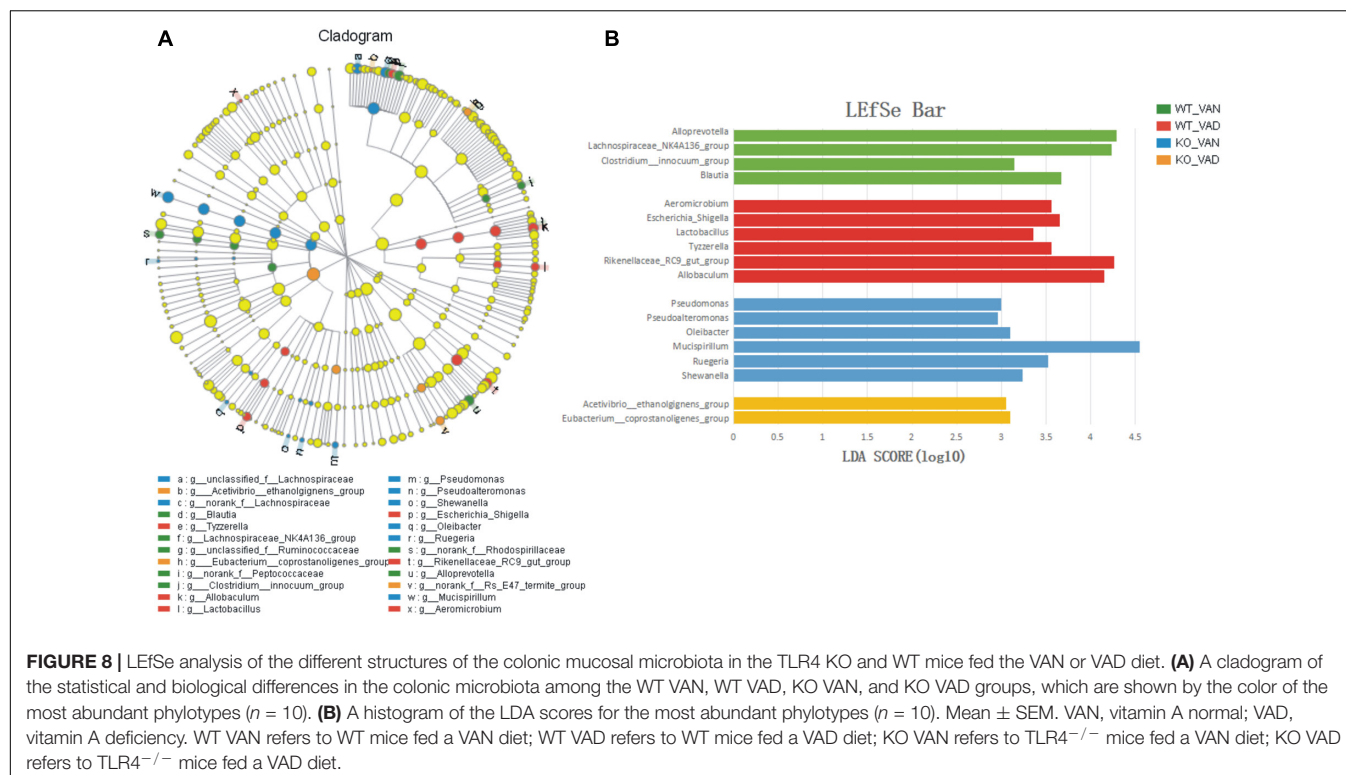 A
Cladogram
a
b
i
k
l
t
u
v
m
n
o
p
q
r
s
w
x
a : g__unclassified_f__Lachnospiraceae
b : g___Acetivibrio__ethanolgignens_group
c : g__norank_f__Lachnospiraceae
d : g__Blautia
e : g__Tyzzerella
f : g__Lachnospiraceae_NK4A136_group
g : g__unclassified_f__Ruminococcaceae
h : g___Eubacterium__coprostanoligenes_group
i : g__norank_f__Peptococcaceae
j : g___Clostridium__innocuum_group
k : g__Allobaculum
l : g__Lactobacillus
m : g__Pseudomonas
n : g__Pseudoalteromonas
o : g__Shewanella
p : g__Escherichia_Shigella
q : g__Oleibacter
r : g__Ruegeria
s : g__norank_f__Rhodospirillaceae
t : g__Rikenellaceae_RC9_gut_group
u : g__Alloprevotella
v : g__norank_f__Rs_E47_termite_group
w : g__Mucispirillum
x : g__Aeromicrobium
B
LEfSe Bar
Alloprevotella
Lachnospiraceae_NK4A136_group
Clostridium__innocuum_group
Blautia
Aeromicrobium
Escherichia_Shigella
Lactobacillus
Tyzzerella
Rikenellaceae_RC9_gut_group
Allobaculum
Pseudomonas
Pseudoalteromonas
Oleibacter
Mucispirillum
Ruegeria
Shewanella
Acetivibrio__ethanolgignens_group
Eubacterium__coprostanoligenes_group
0 0.5 1 1.5 2 2.5 3 3.5 4 4.5
LDA SCORE(log10)
WT_VAN
WT_VAD
KO_VAN
KO_VAD
FIGURE 8 | LEfSe analysis of the different structures of the colonic mucosal microbiota in the TLR4 KO and WT mice fed the VAN or VAD diet. (A) A cladogram of
the statistical and biological differences in the colonic microbiota among the WT VAN, WT VAD, KO VAN, and KO VAD groups, which are shown by the color of the
most abundant phylotypes (n = 10). (B) A histogram of the LDA scores for the most abundant phylotypes (n = 10). Mean ± SEM. VAN, vitamin A normal; VAD,
vitamin A deficiency. WT VAN refers to WT mice fed a VAN diet; WT VAD refers to WT mice fed a VAD diet; KO VAN refers to TLR4−/− mice fed a VAN diet; KO VAD
refers to TLR4−/− mice fed a VAD diet.